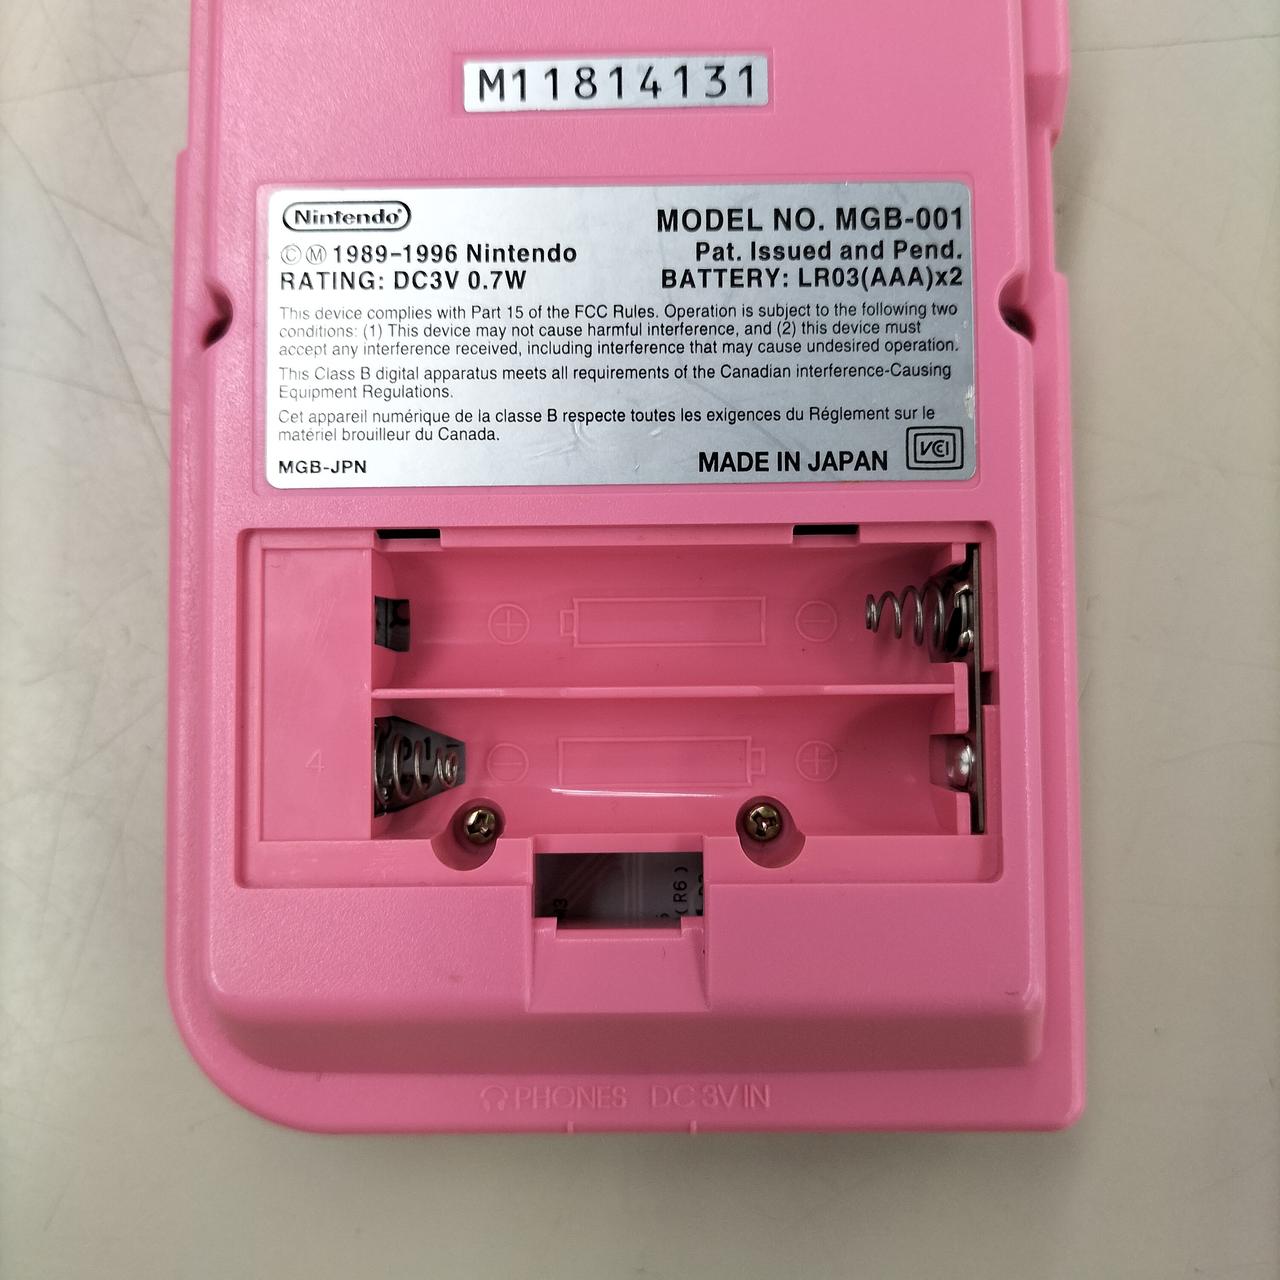 M11814131
Nintendo®
MODEL NO. MGB-001
ⒸⓂ 1989-1996 Nintendo
Pat. Issued and Pend.
RATING: DC3V 0.7W
BATTERY: LR03(AAA)x2
This device complies with Part 15 of the FCC Rules. Operation is subject to the following two
conditions: (1) This device may not cause harmful interference, and (2) this device must
accept any interference received, including interference that may cause undesired operation.
This Class B digital apparatus meets all requirements of the Canadian interference-Causing
Equipment Regulations.
Cet appareil numérique de la classe B respecte toutes les exigences du Réglement sur le
matériel brouilleur du Canada.
MGB-JPN
MADE IN JAPAN
VCI
+ −
4
− +
(R6)
PHONES DC 3V IN